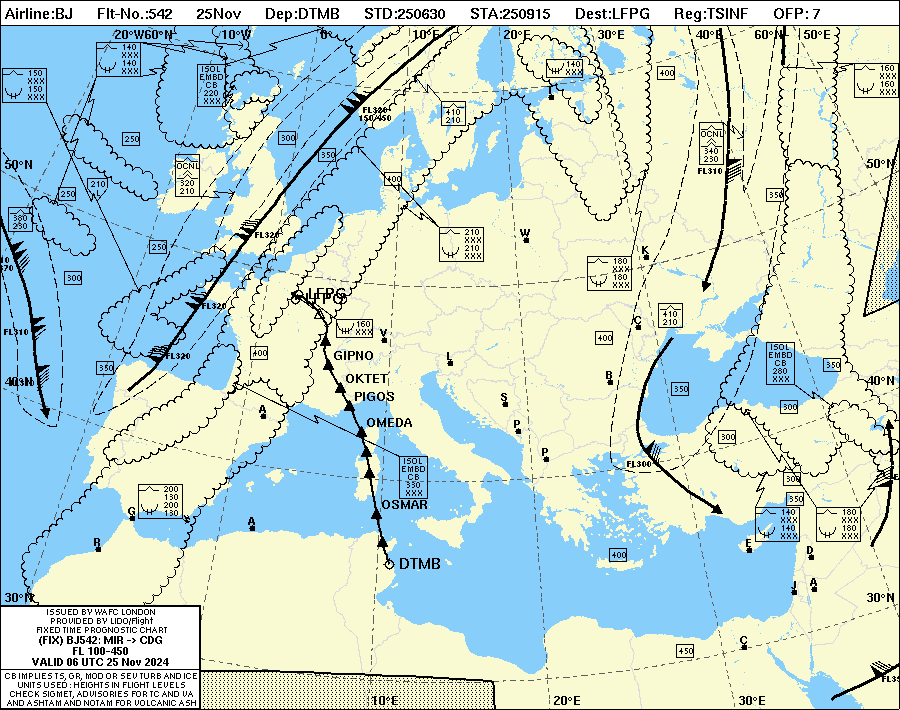 Airline:BJ Flt-No.:542 25Nov Dep:DTMB STD:250630 STA:250915 Dest:LFPG Reg:TSINF OFP: 7
20°W 60°N 10°W 0° 10°E 20°E 30°E 40°E 60°N 50°E
150
XXX
150
XXX
140
XXX
140
XXX
ISOL
EMBD
CB
220
XXX
140
XXX
160
XXX
160
XXX
400
410
210
FL320
150/450
250
300
350
OCNL
340
230
FL310
50°N
OCNL
320
210
50°N
210
250
400
350
380
230
FL320
210
XXX
210
XXX
W
250
300
K
180
XXX
180
XXX
FL310
FL320
LFPG
160
XXX
V
410
210
C
400
GIPNO
FL320
350
400
L
ISOL
EMBD
CB
280
XXX
350
40°N
OKTET
B
350
40°N
PIGOS
S
300
A
OMEDA
P
300
P
FL300
ISOL
EMBD
CB
350
XXX
300
350
200
130
200
130
G
OSMAR
140
XXX
140
XXX
180
XXX
180
XXX
A
R
400
E
D
DTMB
30°N
J
A
30°N
ISSUED BY WAFC LONDON
PROVIDED BY LIDO/Flight
FIXED TIME PROGNOSTIC CHART
(FIX) BJ542: MIR -> CDG
FL 100-450
VALID 06 UTC 25 Nov 2024
C
450
CB IMPLIES TS, GR, MOD OR SEV TURB AND ICE
UNITS USED : HEIGHTS IN FLIGHT LEVELS
CHECK SIGMET, ADVISORIES FOR TC AND VA
AND ASHTAM AND NOTAM FOR VOLCANIC ASH
10°E 20°E 30°E